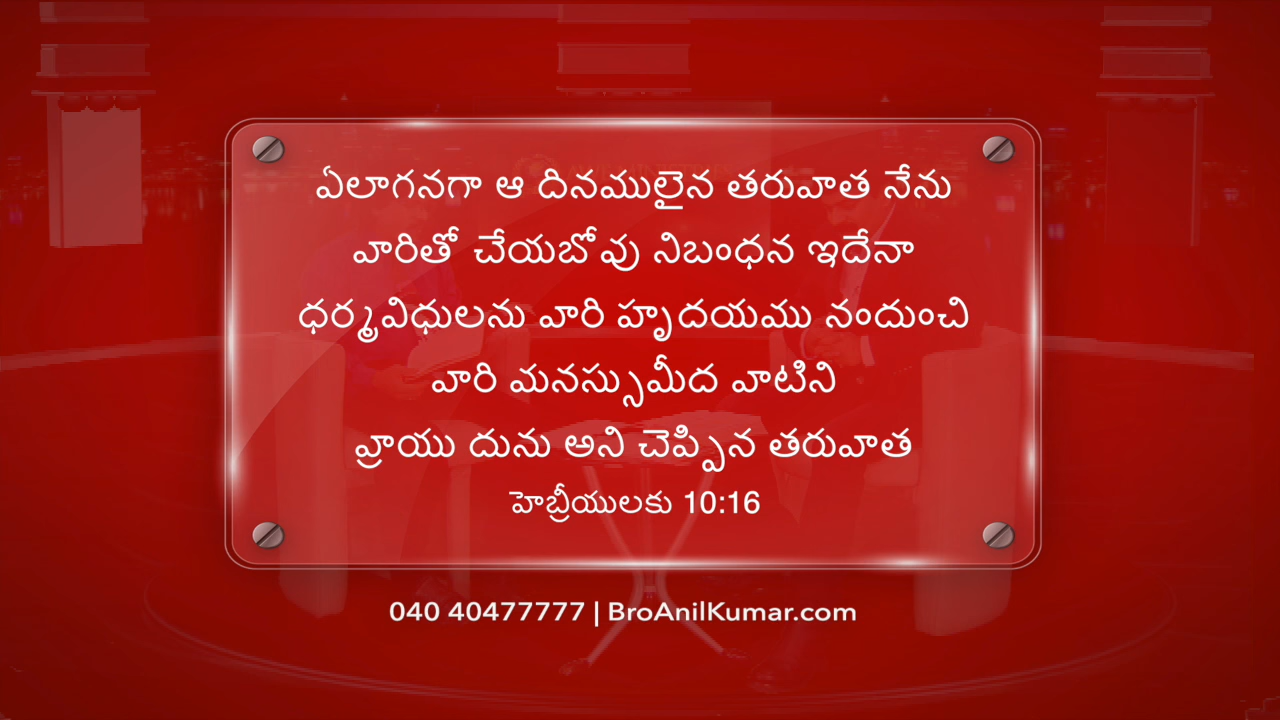 ఏలాగనగా ఆ దినములైన తరువాత నేను
వారితో చేయబోవు నిబంధన ఇదేనా
ధర్మవిధులను వారి హృదయము నందుంచి
వారి మనస్సుమీద వాటిని
వ్రాయు దును అని చెప్పిన తరువాత
హెబ్రీయులకు 10:16
040 40477777 | BroAnilKumar.com